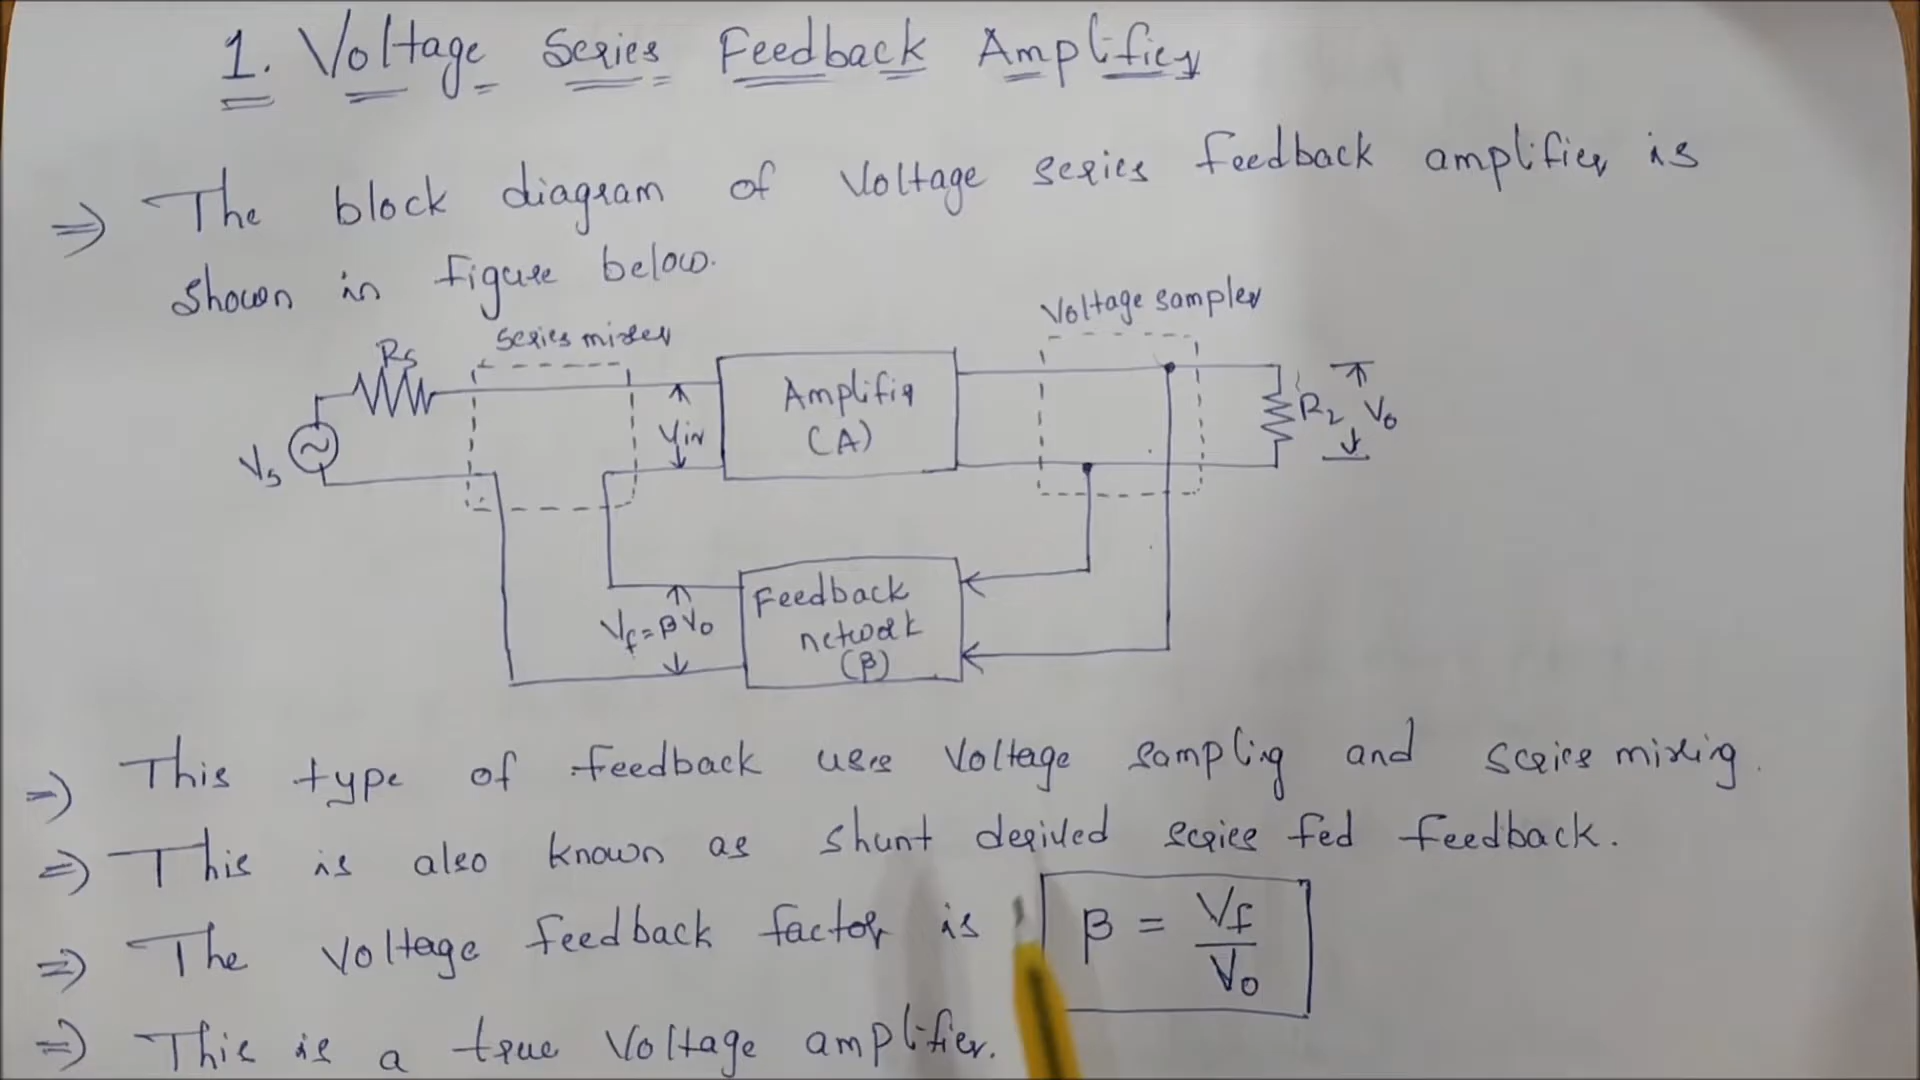 1. Voltage Series Feedback Amplifier
⇒ The block diagram of Voltage series feedback amplifier is
shown in figure below.
Voltage sampler
Series mixer
Rs
Vs
Vin
Amplifier
(A)
RL
Vo
Feedback
network
(β)
Vf = βVo
⇒ This type of feedback uses Voltage sampling and series mixing.
⇒ This is also known as shunt derived series fed feedback.
⇒ The voltage feedback factor is β = Vf/Vo
⇒ This is a true Voltage amplifier.